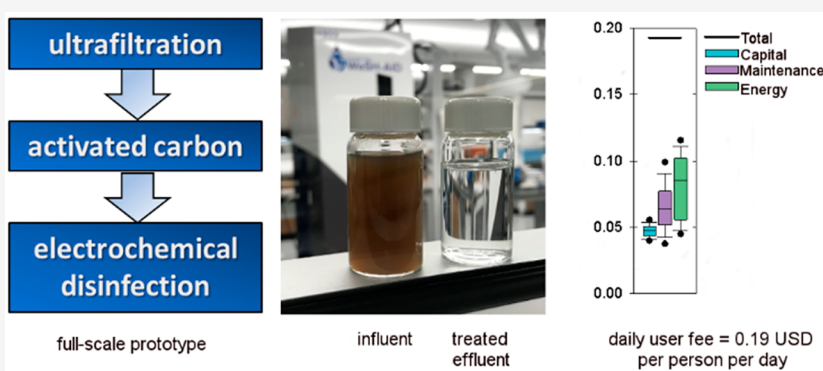 ultrafiltration
activated carbon
electrochemical
disinfection
full-scale prototype
influent
treated
effluent
0.20
0.15
0.10
0.05
0.00
Total
Capital
Maintenance
Energy
daily user fee = 0.19 USD
per person per day